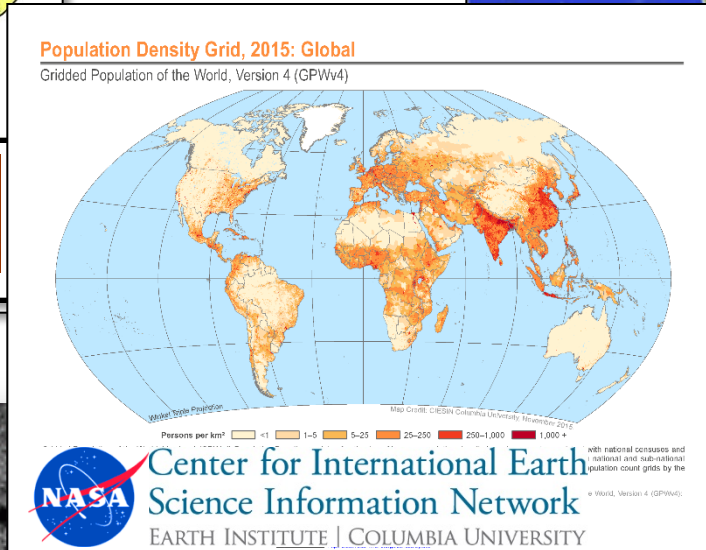 Population Density Grid, 2015: Global
Gridded Population of the World, Version 4 (GPWv4)
Winkel Triple Projection
Map Credit: CIESIN Columbia University, November 2015
Persons per km² <1 1–5 5–25 25–250 250–1,000 1,000 +
with national censuses and
national and sub-national
population count grids by the
e World, Version 4 (GPWv4):
NASA
Center for International Earth
Science Information Network
EARTH INSTITUTE | COLUMBIA UNIVERSITY